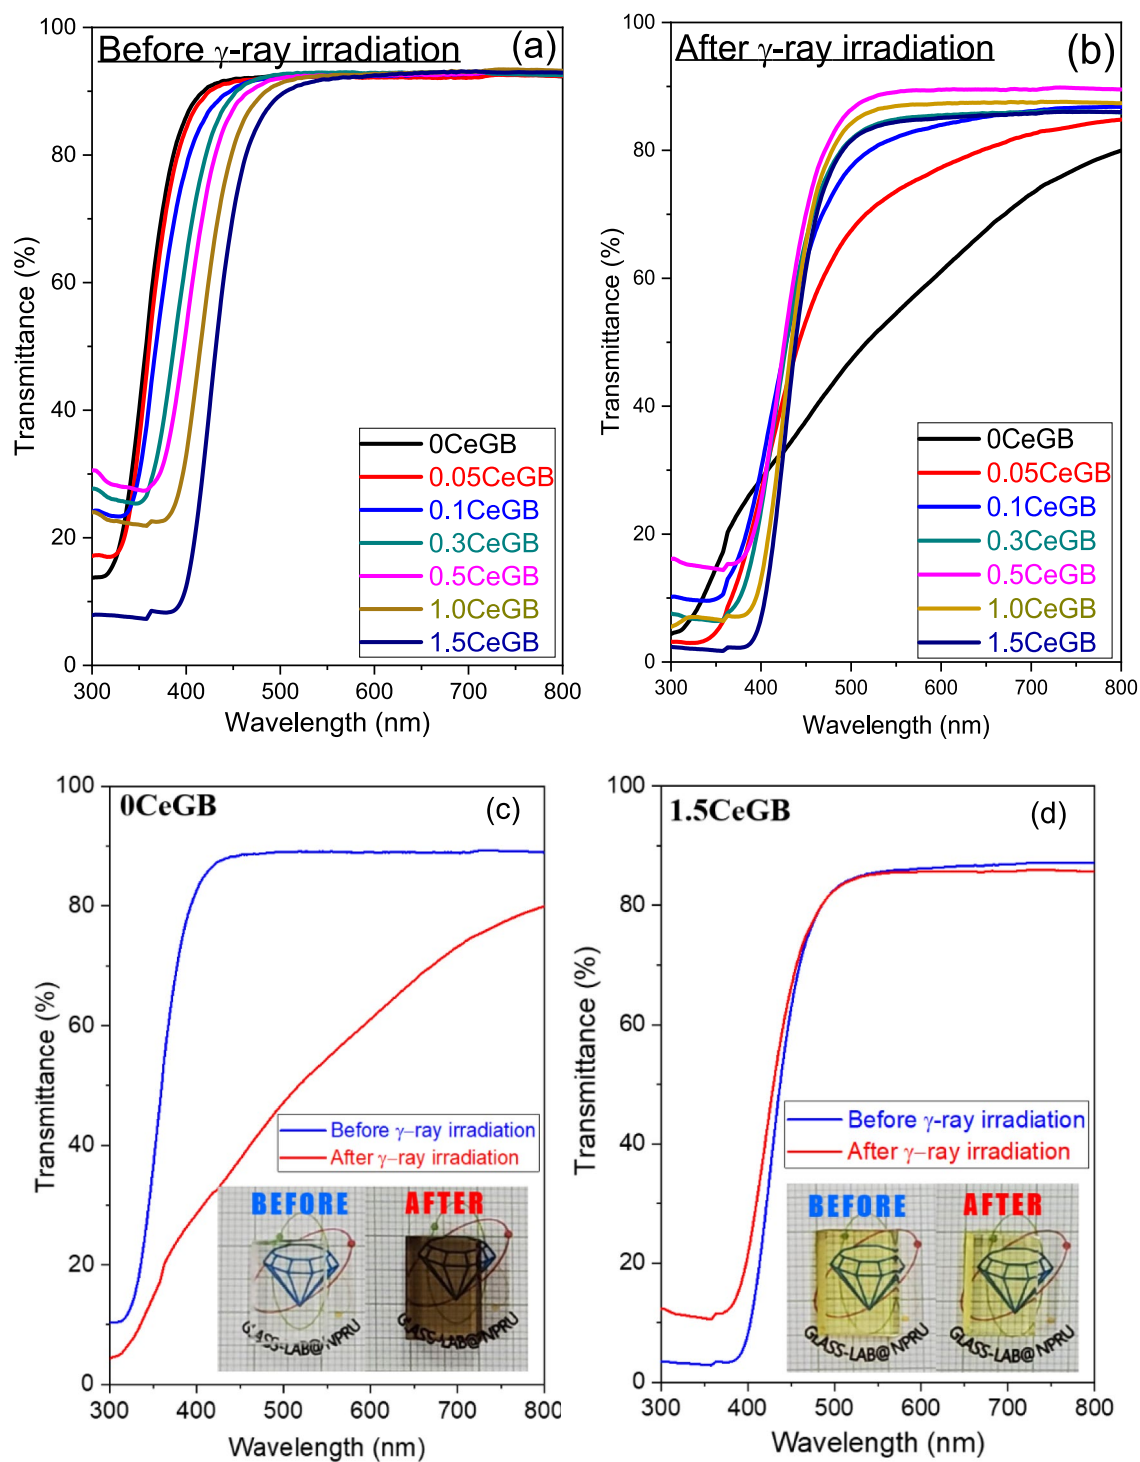 Before γ-ray irradiation
(a)
100
80
60
40
20
0
Transmittance (%)
0CeGB
0.05CeGB
0.1CeGB
0.3CeGB
0.5CeGB
1.0CeGB
1.5CeGB
300 400 500 600 700 800
Wavelength (nm)
After γ-ray irradiation
(b)
100
80
60
40
20
0
Transmittance (%)
0CeGB
0.05CeGB
0.1CeGB
0.3CeGB
0.5CeGB
1.0CeGB
1.5CeGB
300 400 500 600 700 800
Wavelength (nm)
0CeGB
(c)
100
80
60
40
20
0
Transmittance (%)
Before γ-ray irradiation
After γ-ray irradiation
BEFORE
AFTER
GLASS-LAB@NPRU
GLASS-LAB@NPRU
300 400 500 600 700 800
Wavelength (nm)
1.5CeGB
(d)
100
80
60
40
20
0
Transmittance (%)
Before γ-ray irradiation
After γ-ray irradiation
BEFORE
AFTER
GLASS-LAB@NPRU
GLASS-LAB@NPRU
300 400 500 600 700 800
Wavelength (nm)